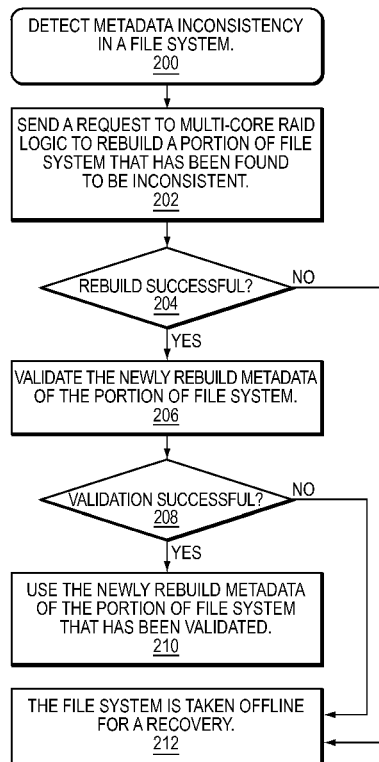 DETECT METADATA INCONSISTENCY
IN A FILE SYSTEM.
200
SEND A REQUEST TO MULTI-CORE RAID
LOGIC TO REBUILD A PORTION OF FILE
SYSTEM THAT HAS BEEN FOUND
TO BE INCONSISTENT.
202
REBUILD SUCCESSFUL?
204
NO
YES
VALIDATE THE NEWLY REBUILD METADATA
OF THE PORTION OF FILE SYSTEM.
206
VALIDATION SUCCESSFUL?
208
NO
YES
USE THE NEWLY REBUILD METADATA
OF THE PORTION OF FILE SYSTEM
THAT HAS BEEN VALIDATED.
210
THE FILE SYSTEM IS TAKEN OFFLINE
FOR A RECOVERY.
212